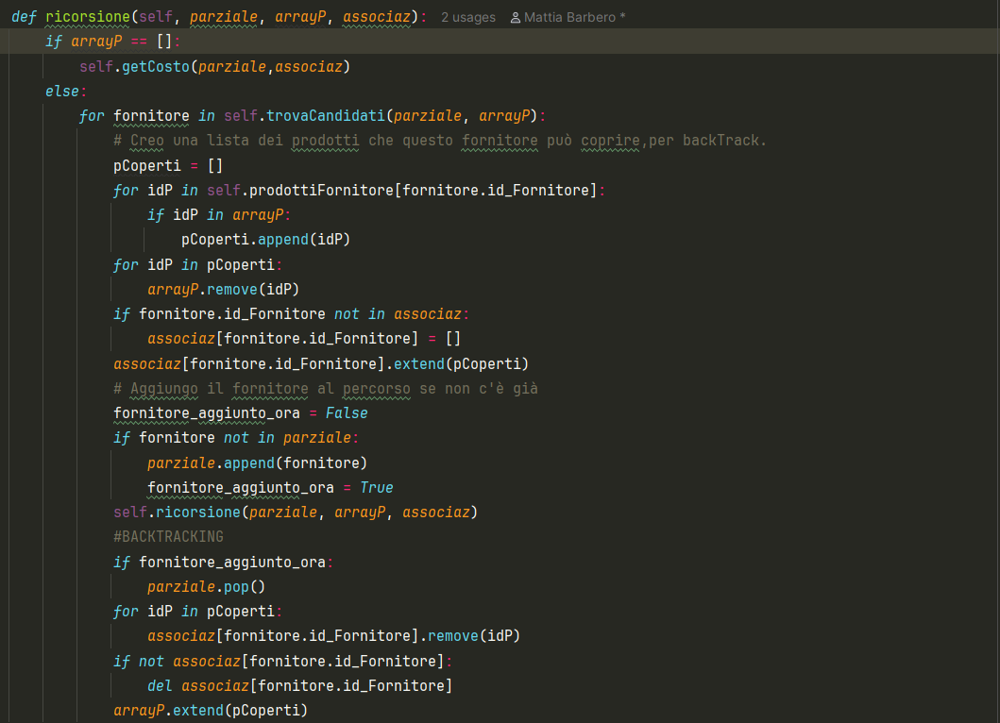 def ricorsione(self, parziale, arrayP, associaz): 2 usages Mattia Barbero *
    if arrayP == []:
        self.getCosto(parziale,associaz)
    else:
        for fornitore in self.trovaCandidati(parziale, arrayP):
            # Creo una lista dei prodotti che questo fornitore può coprire,per backTrack.
            pCoperti = []
            for idP in self.prodottiFornitore[fornitore.id_Fornitore]:
                if idP in arrayP:
                    pCoperti.append(idP)
            for idP in pCoperti:
                arrayP.remove(idP)
            if fornitore.id_Fornitore not in associaz:
                associaz[fornitore.id_Fornitore] = []
            associaz[fornitore.id_Fornitore].extend(pCoperti)
            # Aggiungo il fornitore al percorso se non c'è già
            fornitore_aggiunto_ora = False
            if fornitore not in parziale:
                parziale.append(fornitore)
                fornitore_aggiunto_ora = True
            self.ricorsione(parziale, arrayP, associaz)
            #BACKTRACKING
            if fornitore_aggiunto_ora:
                parziale.pop()
            for idP in pCoperti:
                associaz[fornitore.id_Fornitore].remove(idP)
            if not associaz[fornitore.id_Fornitore]:
                del associaz[fornitore.id_Fornitore]
            arrayP.extend(pCoperti)